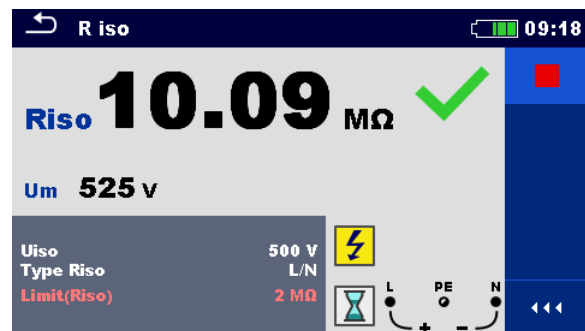 R iso 09:18
Riso 10.09 MΩ
Um 525 V
Uiso 500 V
Type Riso L/N
Limit(Riso) 2 MΩ
L PE N
+ -